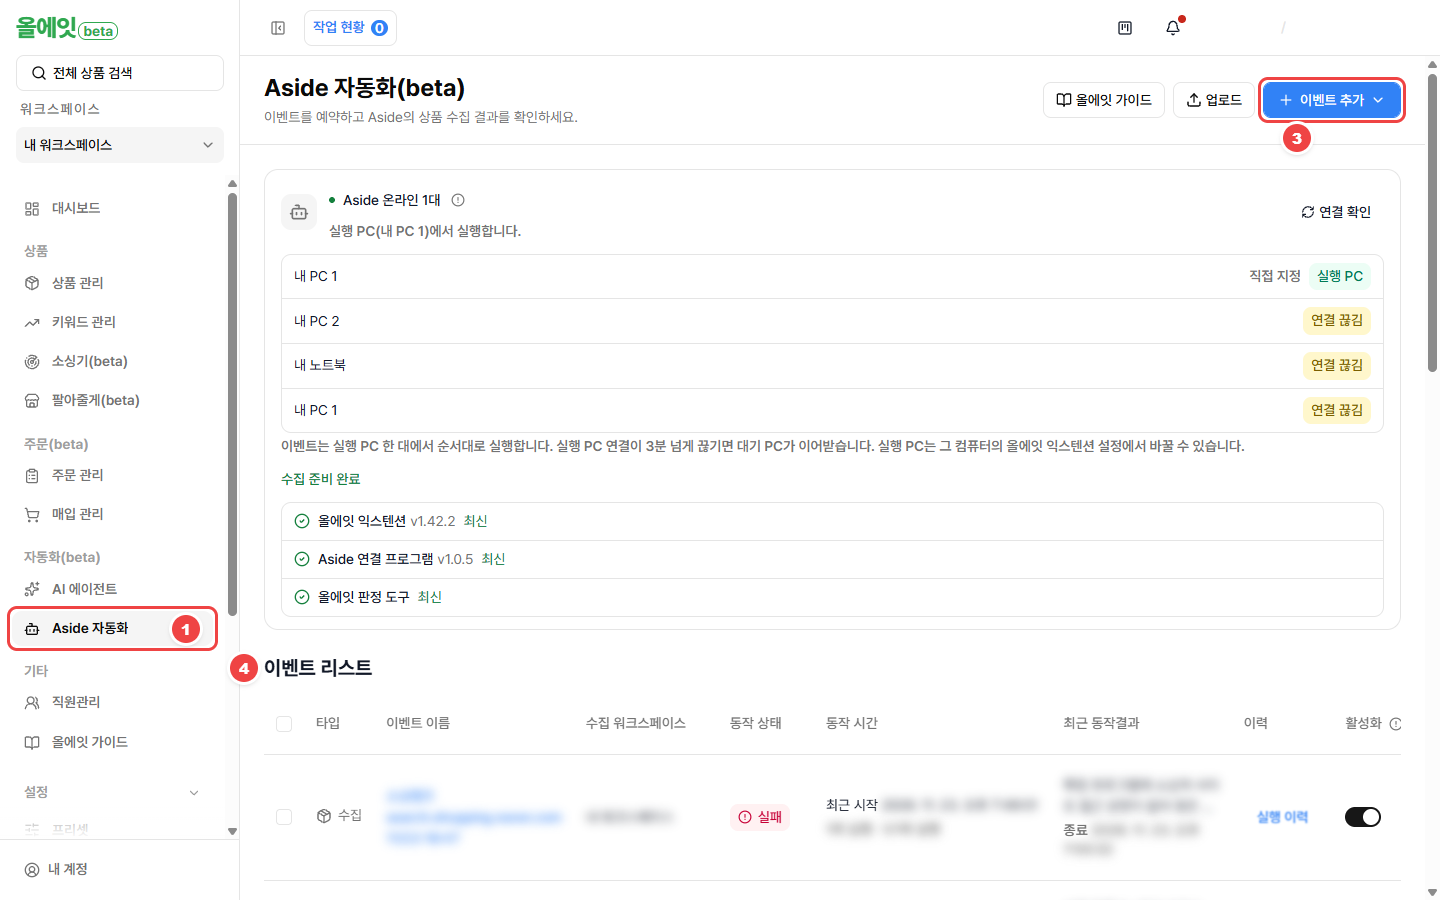 올에잇 beta
전체 상품 검색
워크스페이스
내 워크스페이스
대시보드
상품
상품 관리
키워드 관리
소싱기(beta)
팔아줄게(beta)
주문(beta)
주문 관리
매입 관리
자동화(beta)
AI 에이전트
Aside 자동화
1
기타
직원관리
올에잇 가이드
설정
프리셋
내 계정
작업 현황 0
/
Aside 자동화(beta)
이벤트를 예약하고 Aside의 상품 수집 결과를 확인하세요.
올에잇 가이드
업로드
이벤트 추가
3
Aside 온라인 1대
실행 PC(내 PC 1)에서 실행합니다.
연결 확인
내 PC 1 직접 지정 실행 PC
내 PC 2 연결 끊김
내 노트북 연결 끊김
내 PC 1 연결 끊김
이벤트는 실행 PC 한 대에서 순서대로 실행합니다. 실행 PC 연결이 3분 넘게 끊기면 대기 PC가 이어받습니다. 실행 PC는 그 컴퓨터의 올에잇 익스텐션 설정에서 바꿀 수 있습니다.
수집 준비 완료
올에잇 익스텐션 v1.42.2 최신
Aside 연결 프로그램 v1.0.5 최신
올에잇 판정 도구 최신
4 이벤트 리스트
타입 이벤트 이름 수집 워크스페이스 동작 상태 동작 시간 최근 동작결과 이력 활성화
수집 실패 최근 시작 종료 실행 이력